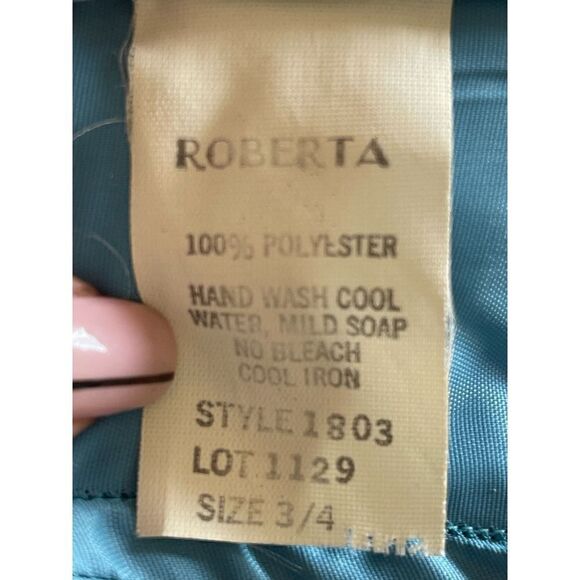 ROBERTA
100% POLYESTER
HAND WASH COOL
WATER, MILD SOAP
NO BLEACH
COOL IRON
STYLE 1803
LOT 1129
SIZE 3/4